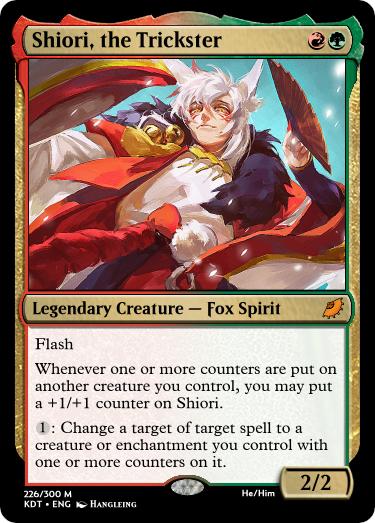 Shiori, the Trickster
Legendary Creature — Fox Spirit
Flash
Whenever one or more counters are put on
another creature you control, you may put
a +1/+1 counter on Shiori.
1: Change a target of target spell to a
creature or enchantment you control with
one or more counters on it.
2/2
226/300 M
He/Him
KDT • ENG HANGLEING